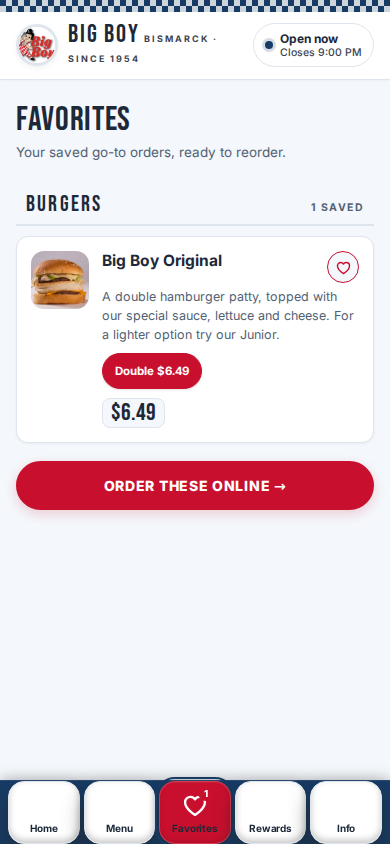 Big Boy
BIG BOY BISMARCK ·
SINCE 1954
Open now
Closes 9:00 PM
FAVORITES
Your saved go-to orders, ready to reorder.
BURGERS
1 SAVED
Big Boy Original
A double hamburger patty, topped with
our special sauce, lettuce and cheese. For
a lighter option try our Junior.
Double $6.49
$6.49
ORDER THESE ONLINE →
Home
Menu
1
Favorites
Rewards
Info